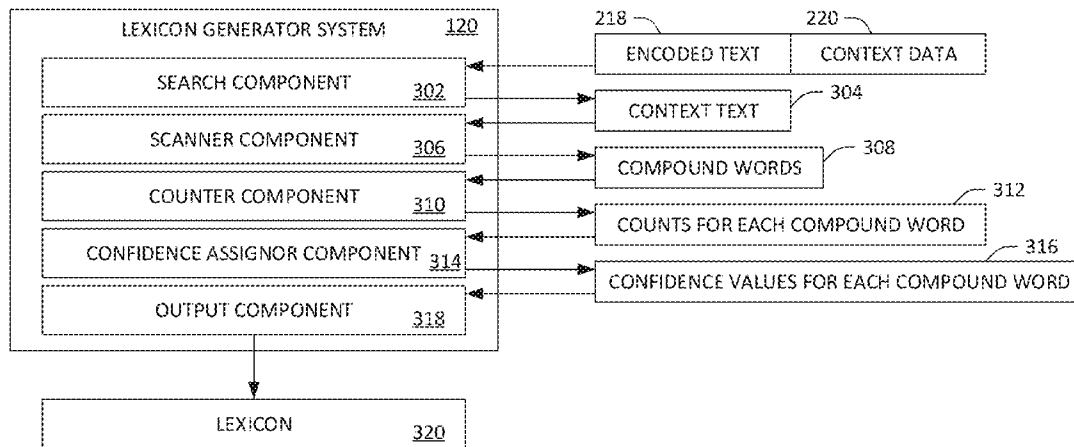 LEXICON GENERATOR SYSTEM 120
218 220
ENCODED TEXT CONTEXT DATA
SEARCH COMPONENT 302
304
CONTEXT TEXT
SCANNER COMPONENT 306
308
COMPOUND WORDS
COUNTER COMPONENT 310
312
COUNTS FOR EACH COMPOUND WORD
CONFIDENCE ASSIGNOR COMPONENT 314
316
CONFIDENCE VALUES FOR EACH COMPOUND WORD
OUTPUT COMPONENT 318
LEXICON 320